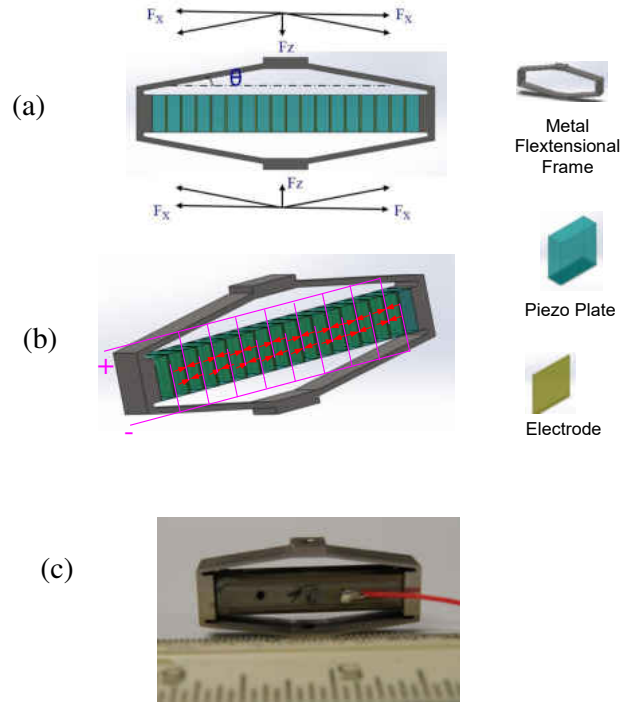 Fx Fx
Fz
θ
(a)
Metal
Flextensional
Frame
Fz
Fx Fx
Piezo Plate
(b)
+
-
Electrode
(c)